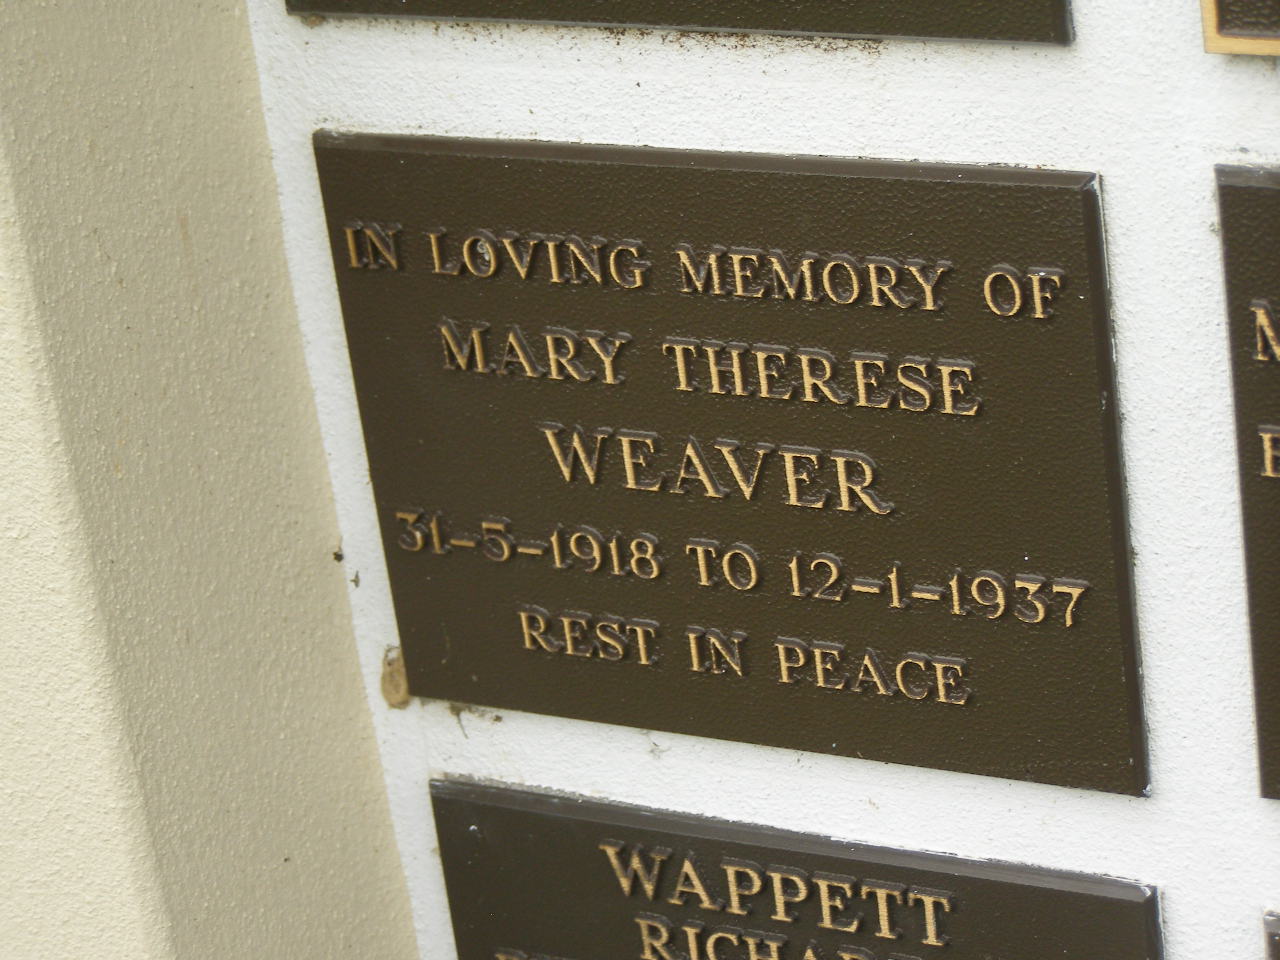 IN LOVING MEMORY OF
MARY THERESE
WEAVER
31-5-1918 TO 12-1-1937
REST IN PEACE
WAPPETT